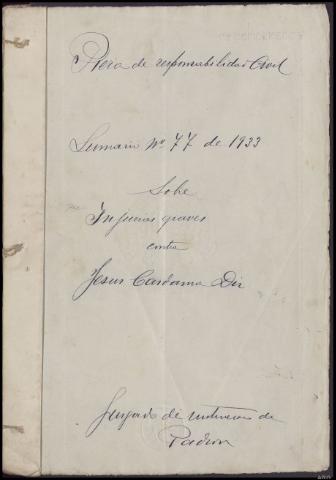 Pieza de responsabilidad Civil
Sumario Nº 77 de 1933
Sobre
Injurias graves
contra
Jesus Cardama Dir
Juzgado de instrucción de
Padron